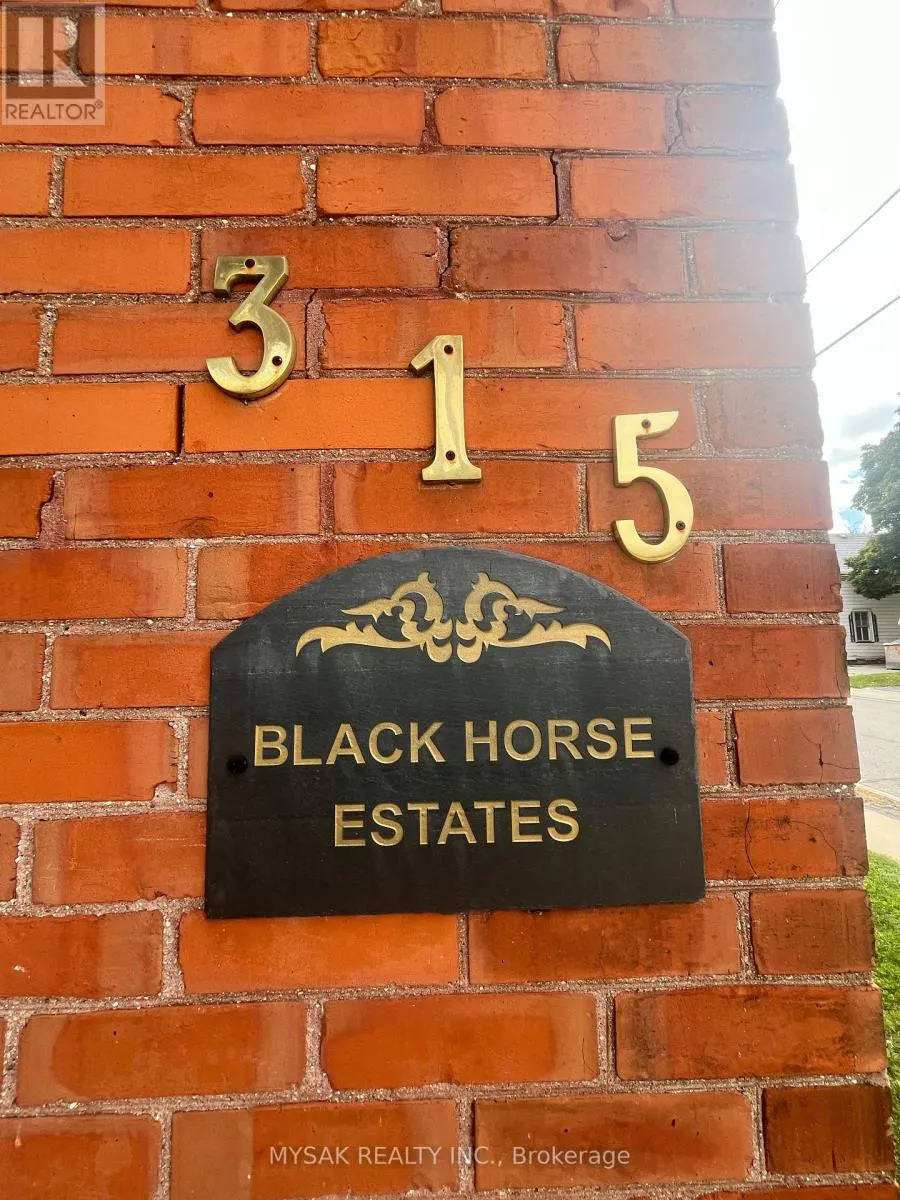 REALTOR®
315
BLACK HORSE
ESTATES
MYSAK REALTY INC., Brokerage